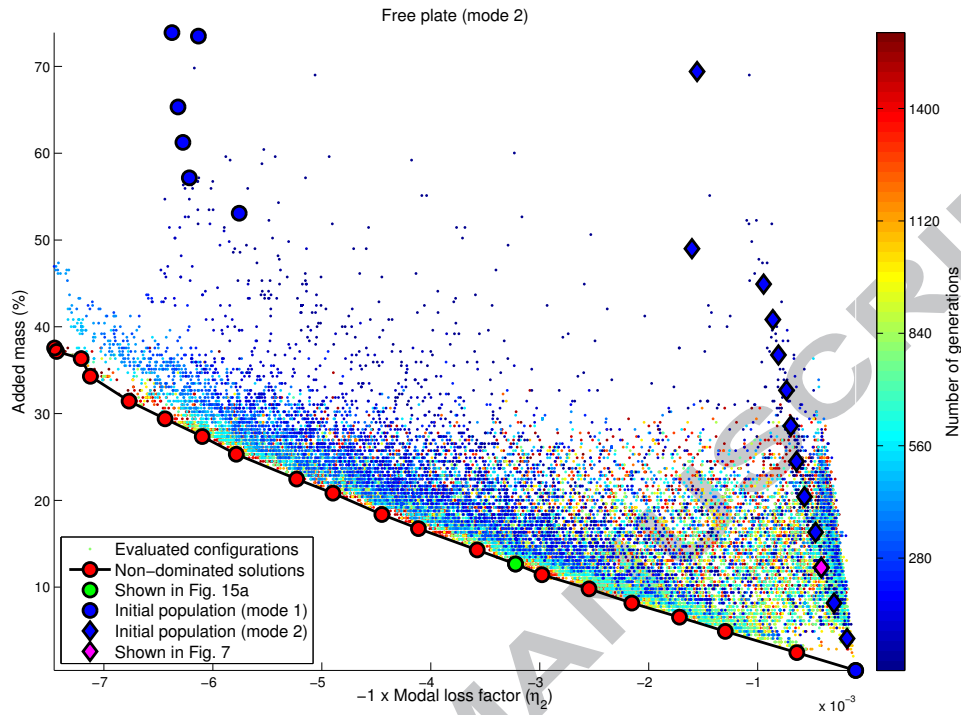 Free plate (mode 2)
Added mass (%)
70
60
50
40
30
20
10
Evaluated configurations
Non-dominated solutions
Shown in Fig. 15a
Initial population (mode 1)
Initial population (mode 2)
Shown in Fig. 7
−7
−6
−5
−4
−3
−2
−1
x 10⁻³
−1 x Modal loss factor (η₂)
1400
1120
840
560
280
Number of generations
MANUSCRI